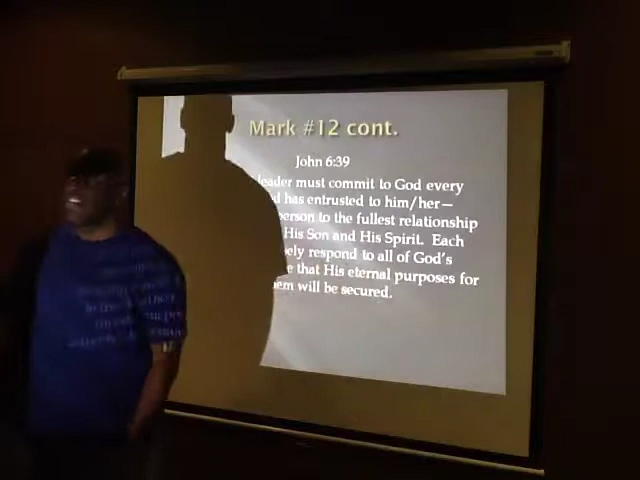 Mark #12 cont.
John 6:39
leader must commit to God every
has entrusted to him/her—
person to the fullest relationship
His Son and His Spirit. Each
respond to all of God's
that His eternal purposes for
will be secured.